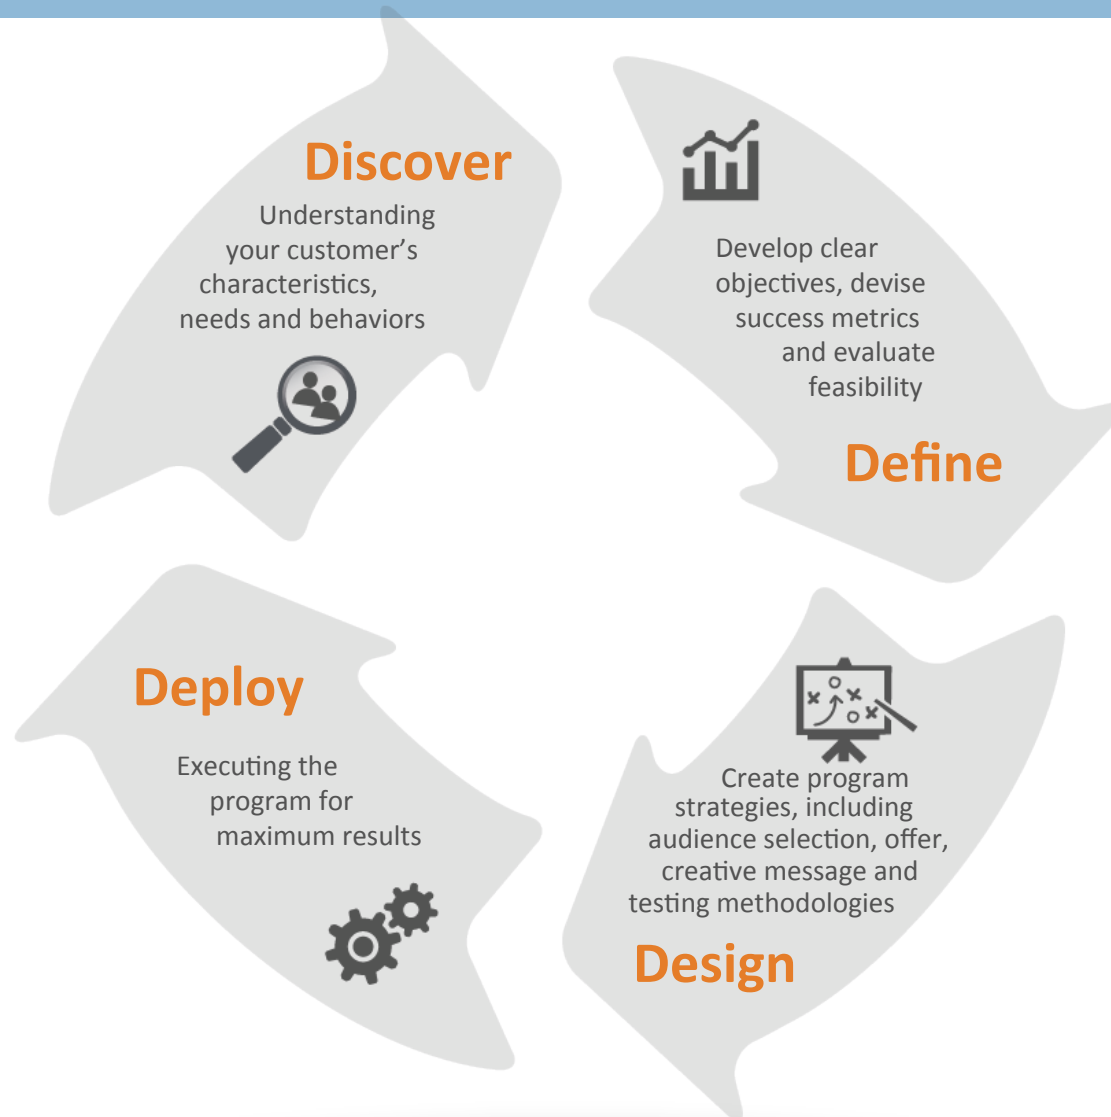 Discover
Understanding
your customer’s
characteristics,
needs and behaviors
Develop clear
objectives, devise
success metrics
and evaluate
feasibility
Define
Create program
strategies, including
audience selection, offer,
creative message and
testing methodologies
Design
Deploy
Executing the
program for
maximum results